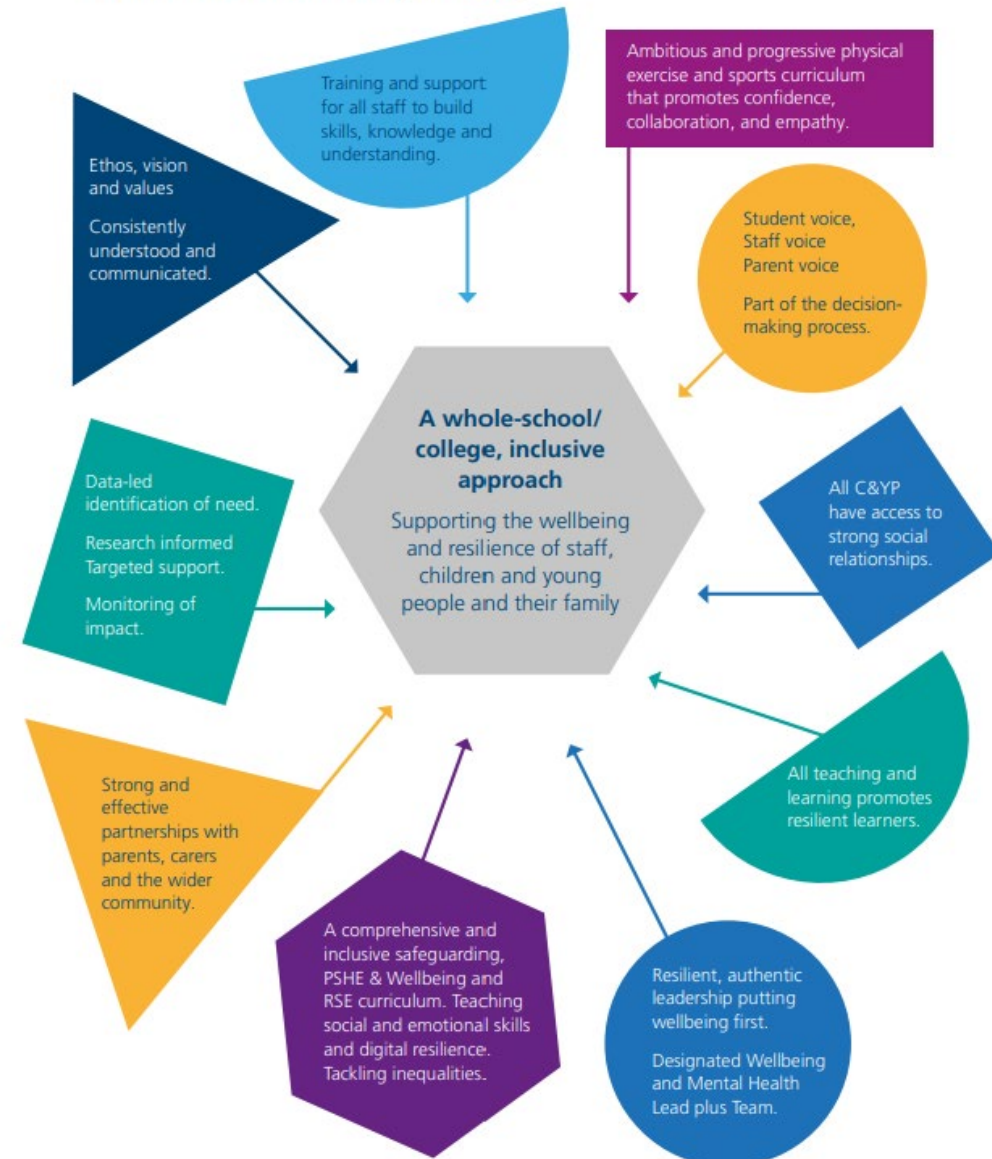 Training and support
for all staff to build
skills, knowledge and
understanding.
Ambitious and progressive physical
exercise and sports curriculum
that promotes confidence,
collaboration, and empathy.
Ethos, vision
and values
Consistently
understood and
communicated.
Student voice,
Staff voice
Parent voice
Part of the decision-
making process.
A whole-school/
college, inclusive
approach
Supporting the wellbeing
and resilience of staff,
children and young
people and their family
Data-led
identification of need.
Research informed
Targeted support.
Monitoring of
impact.
All C&YP
have access to
strong social
relationships.
All teaching and
learning promotes
resilient learners.
Strong and
effective
partnerships with
parents, carers
and the wider
community.
A comprehensive and
inclusive safeguarding,
PSHE & Wellbeing and
RSE curriculum. Teaching
social and emotional skills
and digital resilience.
Tackling inequalities.
Resilient, authentic
leadership putting
wellbeing first.
Designated Wellbeing
and Mental Health
Lead plus Team.